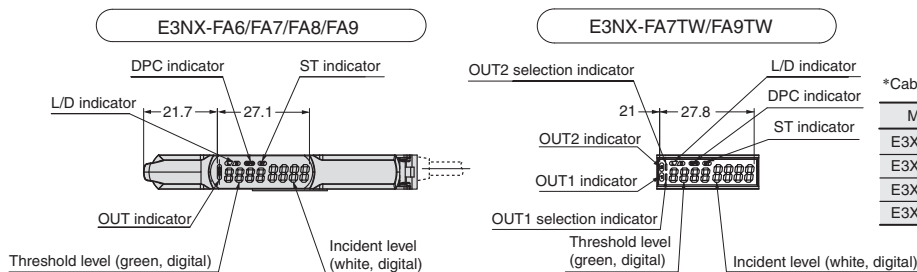 E3NX-FA6/FA7/FA8/FA9
DPC indicator
ST indicator
L/D indicator
21.7
27.1
OUT indicator
Threshold level (green, digital)
Incident level
(white, digital)
E3NX-FA7TW/FA9TW
OUT2 selection indicator
L/D indicator
DPC indicator
ST indicator
21
27.8
OUT2 indicator
OUT1 indicator
OUT1 selection indicator
Threshold level
(green, digital)
Incident level (white, digital)
*Cab
M
E3X
E3X
E3X
E3X